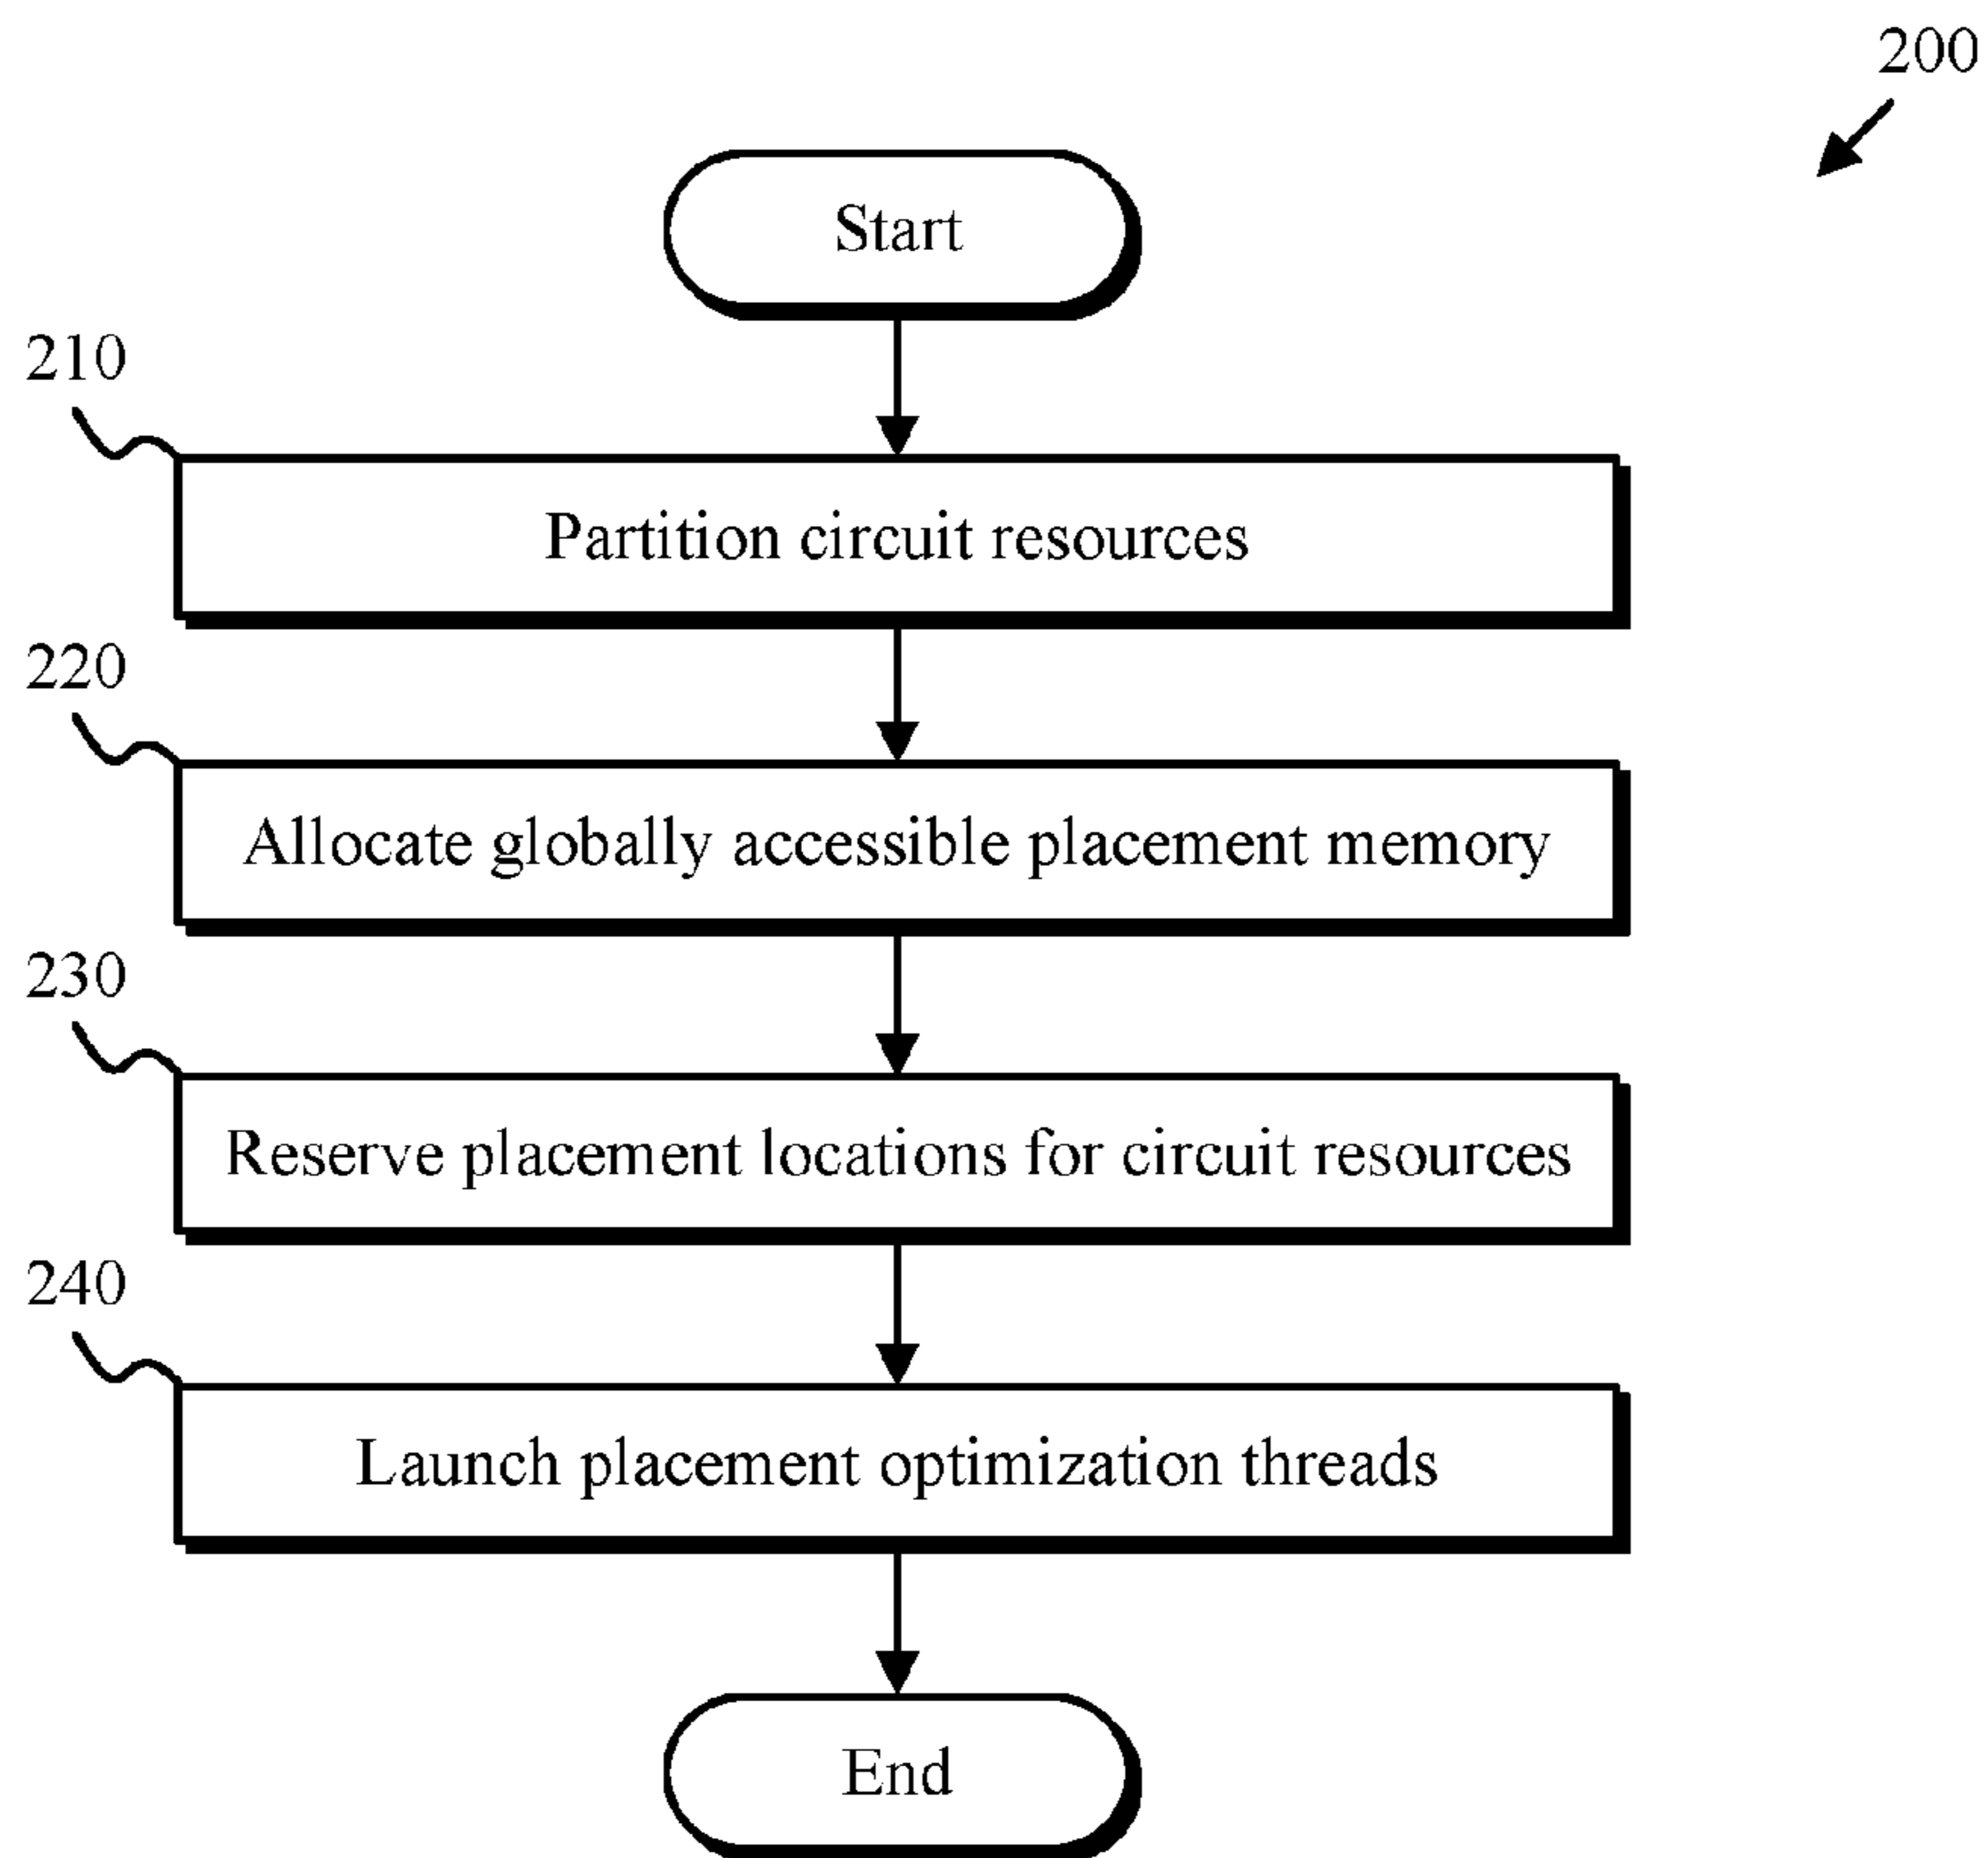 200
Start
210
Partition circuit resources
220
Allocate globally accessible placement memory
230
Reserve placement locations for circuit resources
240
Launch placement optimization threads
End